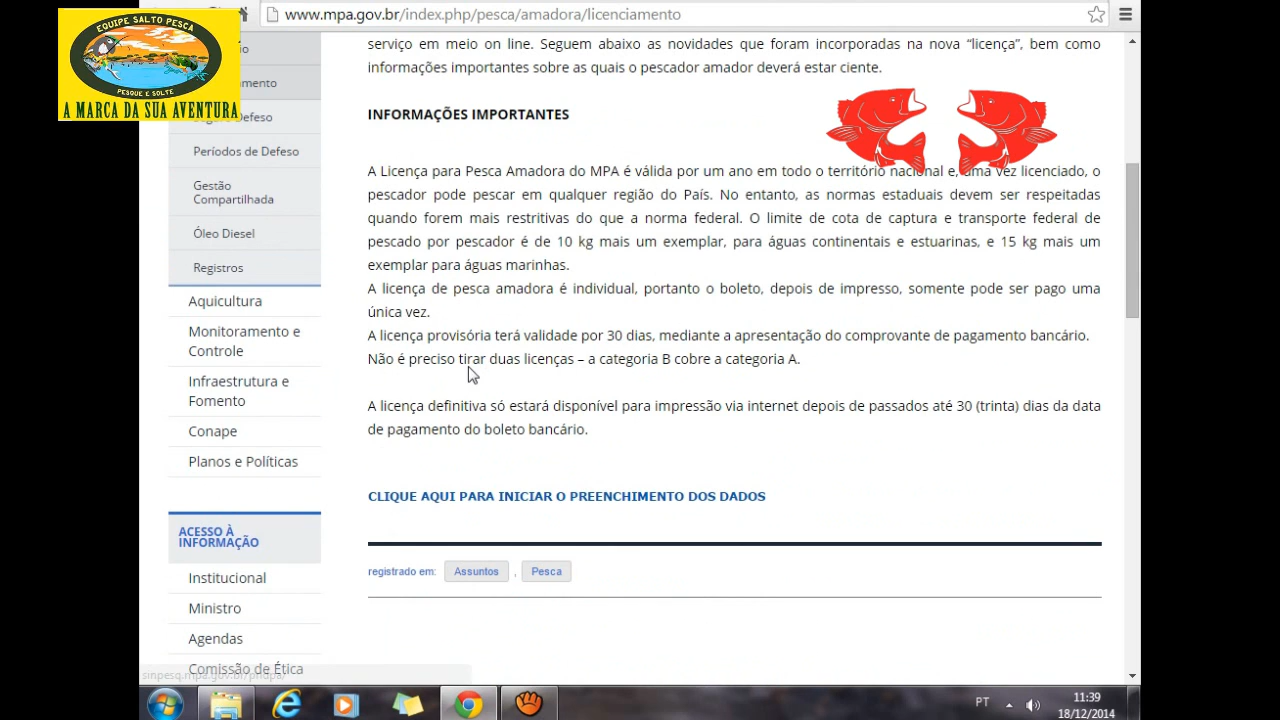 www.mpa.gov.br/index.php/pesca/amadora/licenciamento
EQUIPE SALTO PESCA
PESQUE E SOLTE
A MARCA DA SUA AVENTURA
Defeso
Períodos de Defeso
Gestão
Compartilhada
Óleo Diesel
Registros
Aquicultura
Monitoramento e
Controle
Infraestrutura e
Fomento
Conape
Planos e Políticas
ACESSO À
INFORMAÇÃO
Institucional
Ministro
Agendas
Comissão de Ética
serviço em meio on line. Seguem abaixo as novidades que foram incorporadas na nova “licença”, bem como
informações importantes sobre as quais o pescador amador deverá estar ciente.
INFORMAÇÕES IMPORTANTES
A Licença para Pesca Amadora do MPA é válida por um ano em todo o território nacional e, uma vez licenciado, o
pescador pode pescar em qualquer região do País. No entanto, as normas estaduais devem ser respeitadas
quando forem mais restritivas do que a norma federal. O limite de cota de captura e transporte federal de
pescado por pescador é de 10 kg mais um exemplar, para águas continentais e estuarinas, e 15 kg mais um
exemplar para águas marinhas.
A licença de pesca amadora é individual, portanto o boleto, depois de impresso, somente pode ser pago uma
única vez.
A licença provisória terá validade por 30 dias, mediante a apresentação do comprovante de pagamento bancário.
Não é preciso tirar duas licenças – a categoria B cobre a categoria A.
A licença definitiva só estará disponível para impressão via internet depois de passados até 30 (trinta) dias da data
de pagamento do boleto bancário.
CLIQUE AQUI PARA INICIAR O PREENCHIMENTO DOS DADOS
registrado em: Assuntos , Pesca
PT
11:39
18/12/2014